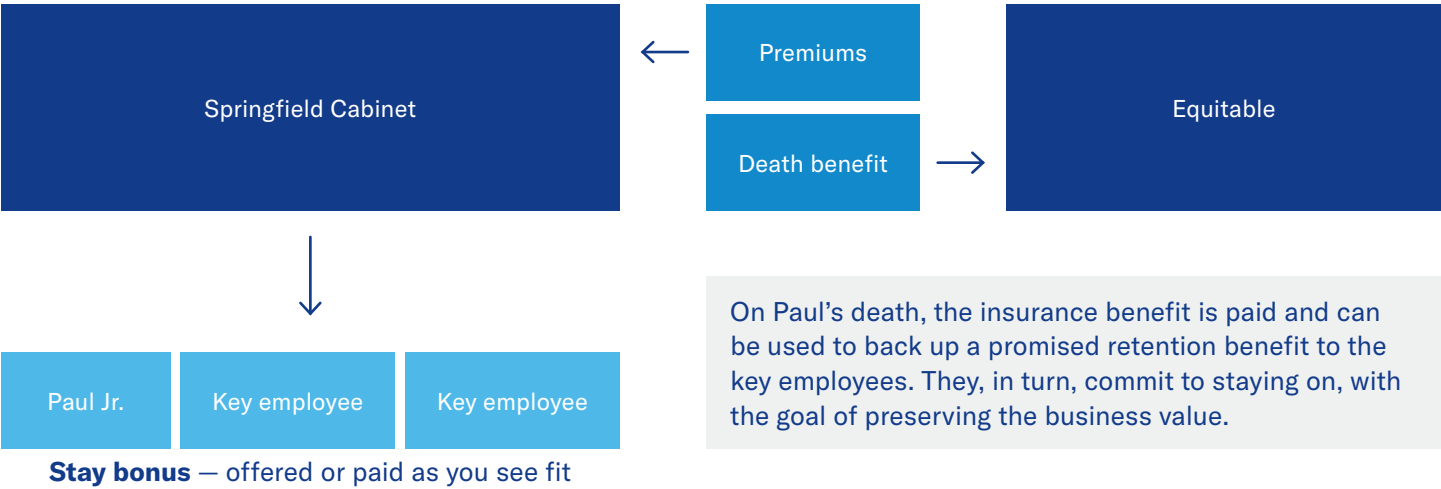 Springfield Cabinet
Premiums
Death benefit
Equitable
On Paul’s death, the insurance benefit is paid and can
be used to back up a promised retention benefit to the
key employees. They, in turn, commit to staying on, with
the goal of preserving the business value.
Paul Jr.
Key employee
Key employee
Stay bonus — offered or paid as you see fit